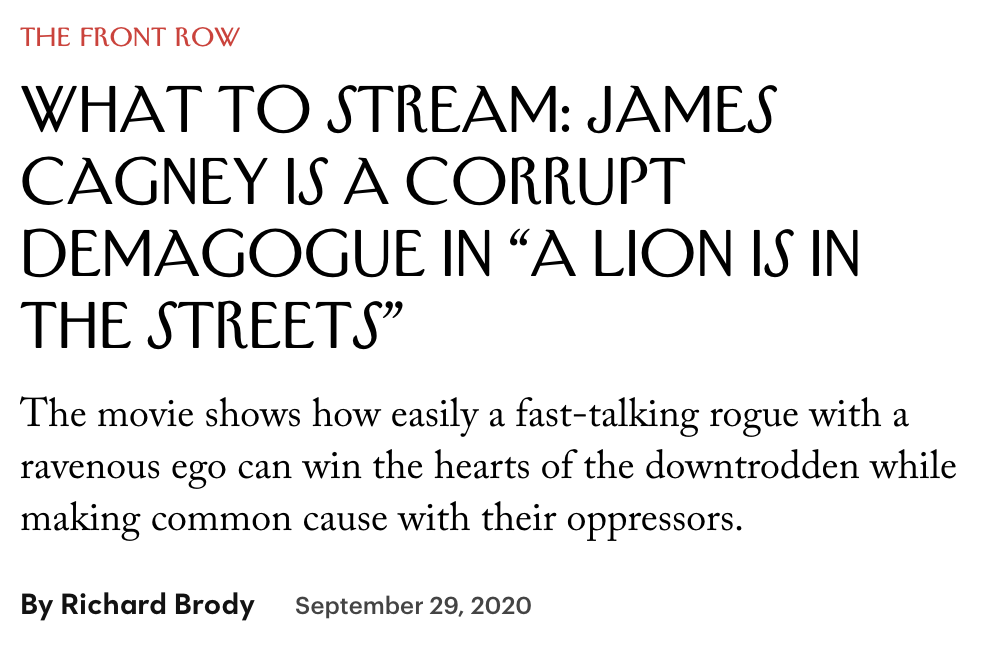 THE FRONT ROW
WHAT TO STREAM: JAMES
CAGNEY IS A CORRUPT
DEMAGOGUE IN “A LION IS IN
THE STREETS”
The movie shows how easily a fast-talking rogue with a
ravenous ego can win the hearts of the downtrodden while
making common cause with their oppressors.
By Richard Brody September 29, 2020